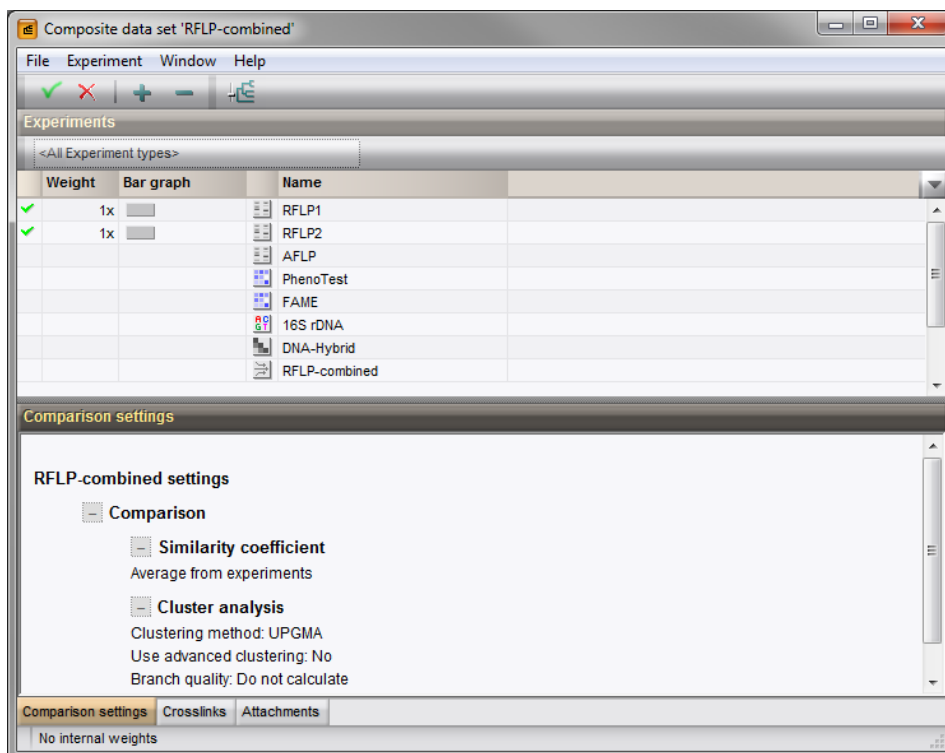 Composite data set 'RFLP-combined'
File Experiment Window Help
Experiments
<All Experiment types>
Weight Bar graph Name
1x RFLP1
1x RFLP2
AFLP
PhenoTest
FAME
16S rDNA
DNA-Hybrid
RFLP-combined
Comparison settings
RFLP-combined settings
Comparison
Similarity coefficient
Average from experiments
Cluster analysis
Clustering method: UPGMA
Use advanced clustering: No
Branch quality: Do not calculate
Comparison settings Crosslinks Attachments
No internal weights